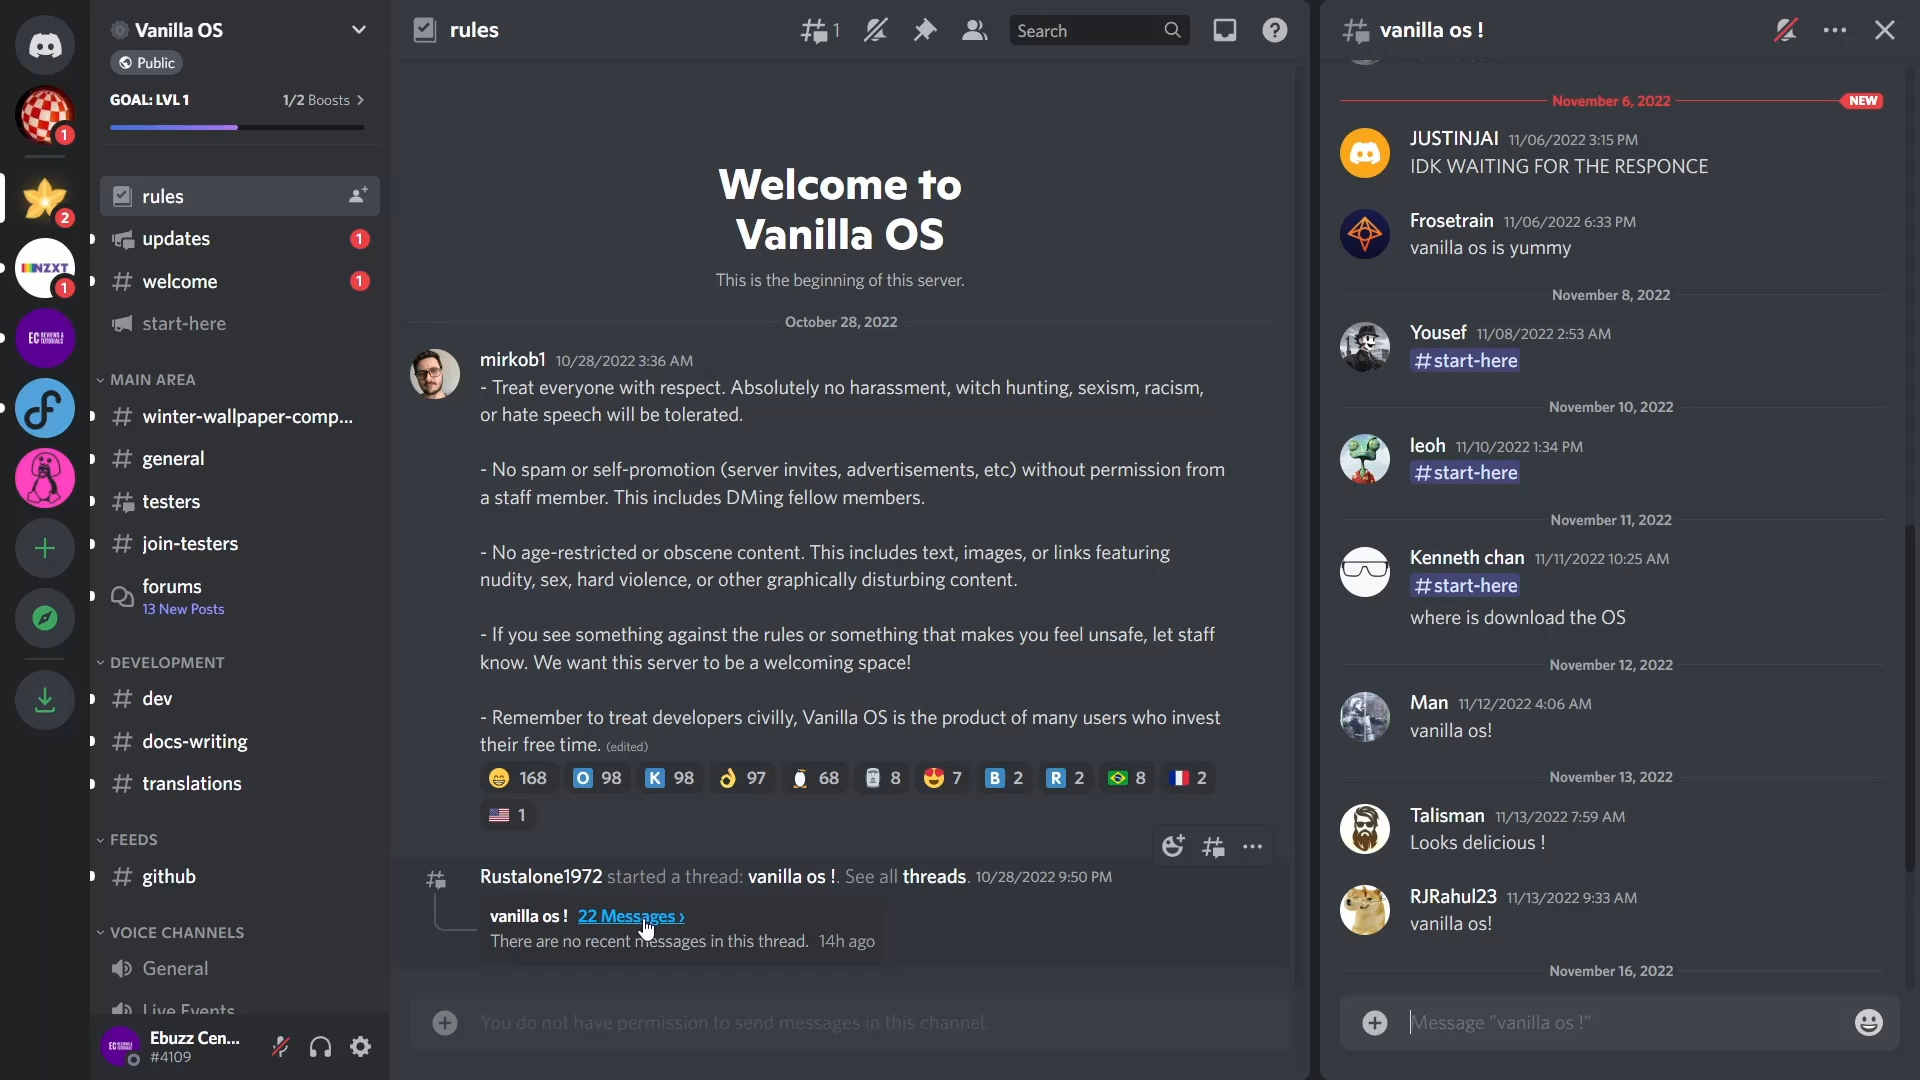 Vanilla OS
Public
GOAL: LVL 1 1/2 Boosts
rules
updates 1
welcome 1
start-here
MAIN AREA
winter-wallpaper-comp...
general
testers
join-testers
forums
13 New Posts
DEVELOPMENT
dev
docs-writing
translations
FEEDS
github
VOICE CHANNELS
General
Live Events
Ebuzz Cen...
#4109
1
2
NZXT
1
EC REVIEWS &
TUTORIALS
rules
1
Search
Welcome to
Vanilla OS
This is the beginning of this server.
October 28, 2022
mirkob1 10/28/2022 3:36 AM
- Treat everyone with respect. Absolutely no harassment, witch hunting, sexism, racism,
or hate speech will be tolerated.
- No spam or self-promotion (server invites, advertisements, etc) without permission from
a staff member. This includes DMing fellow members.
- No age-restricted or obscene content. This includes text, images, or links featuring
nudity, sex, hard violence, or other graphically disturbing content.
- If you see something against the rules or something that makes you feel unsafe, let staff
know. We want this server to be a welcoming space!
- Remember to treat developers civilly, Vanilla OS is the product of many users who invest
their free time. (edited)
168 O 98 K 98 97 68 8 7 B 2 R 2 8 2
1
Rustalone1972 started a thread: vanilla os !. See all threads. 10/28/2022 9:50 PM
vanilla os ! 22 Messages ›
There are no recent messages in this thread. 14h ago
You do not have permission to send messages in this channel.
vanilla os !
November 6, 2022 NEW
JUSTINJAI 11/06/2022 3:15 PM
IDK WAITING FOR THE RESPONCE
Frosetrain 11/06/2022 6:33 PM
vanilla os is yummy
November 8, 2022
Yousef 11/08/2022 2:53 AM
#start-here
November 10, 2022
leoh 11/10/2022 1:34 PM
#start-here
November 11, 2022
Kenneth chan 11/11/2022 10:25 AM
#start-here
where is download the OS
November 12, 2022
Man 11/12/2022 4:06 AM
vanilla os!
November 13, 2022
Talisman 11/13/2022 7:59 AM
Looks delicious !
RJRahul23 11/13/2022 9:33 AM
vanilla os!
November 16, 2022
Message "vanilla os !"